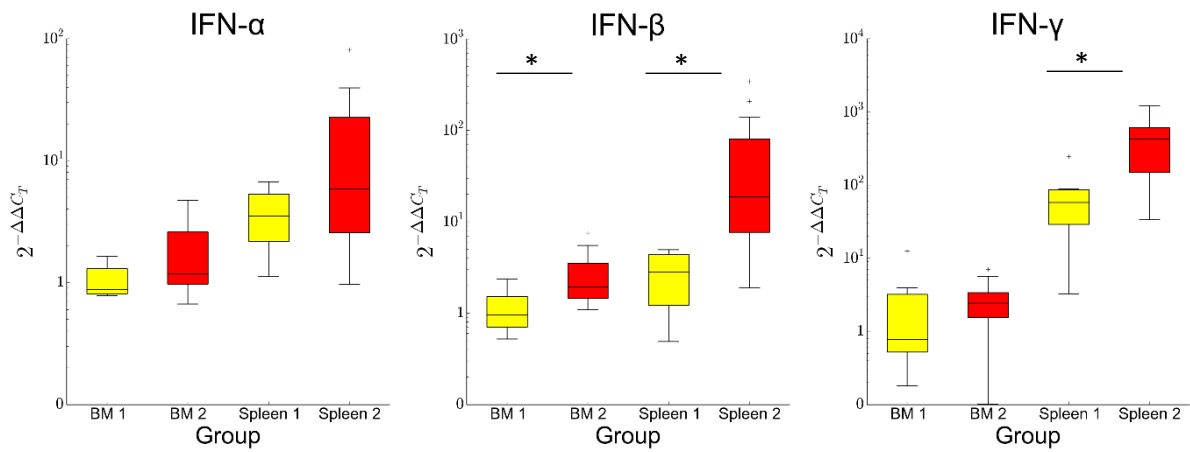 IFN-α
10²
10¹
1
0
2^{-ΔΔC_T}
BM 1 BM 2 Spleen 1 Spleen 2
Group
IFN-β
* *
10³
10²
10¹
1
0
2^{-ΔΔC_T}
BM 1 BM 2 Spleen 1 Spleen 2
Group
IFN-γ
*
10⁴
10³
10²
10¹
1
0
2^{-ΔΔC_T}
BM 1 BM 2 Spleen 1 Spleen 2
Group